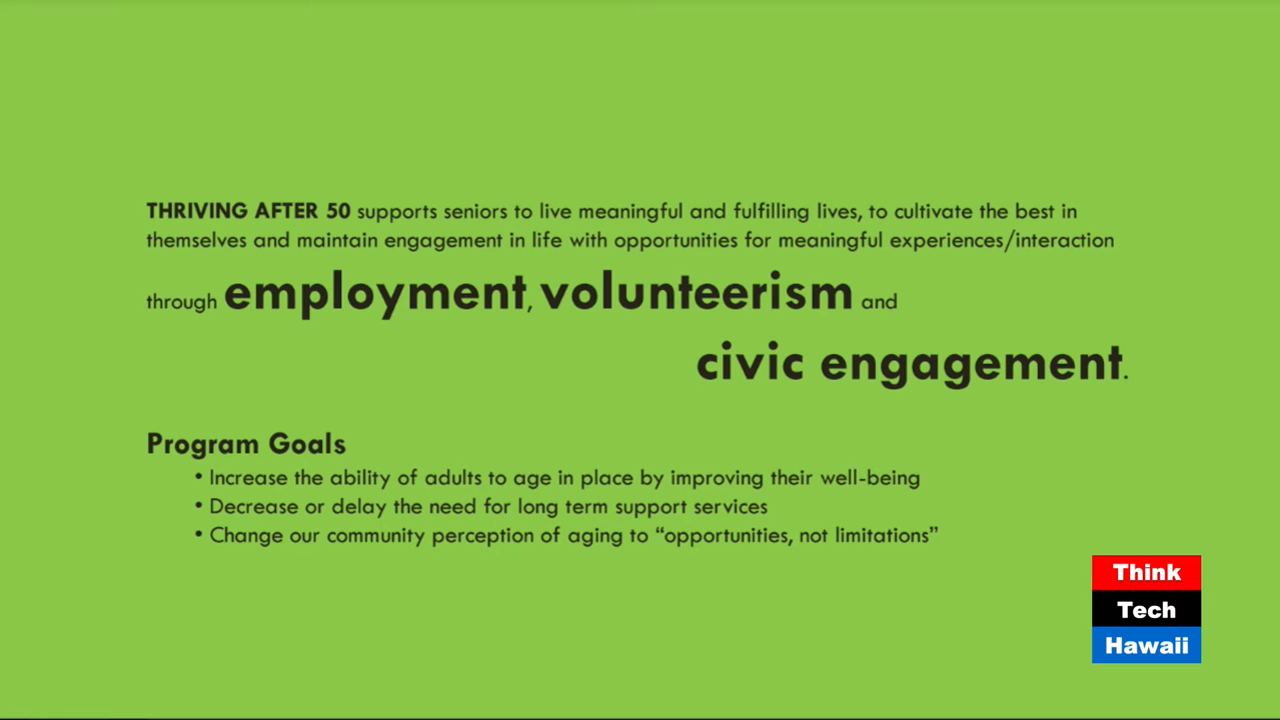 THRIVING AFTER 50 supports seniors to live meaningful and fulfilling lives, to cultivate the best in
themselves and maintain engagement in life with opportunities for meaningful experiences/interaction
through employment, volunteerism and
civic engagement.
Program Goals
• Increase the ability of adults to age in place by improving their well-being
• Decrease or delay the need for long term support services
• Change our community perception of aging to “opportunities, not limitations”
Think
Tech
Hawaii